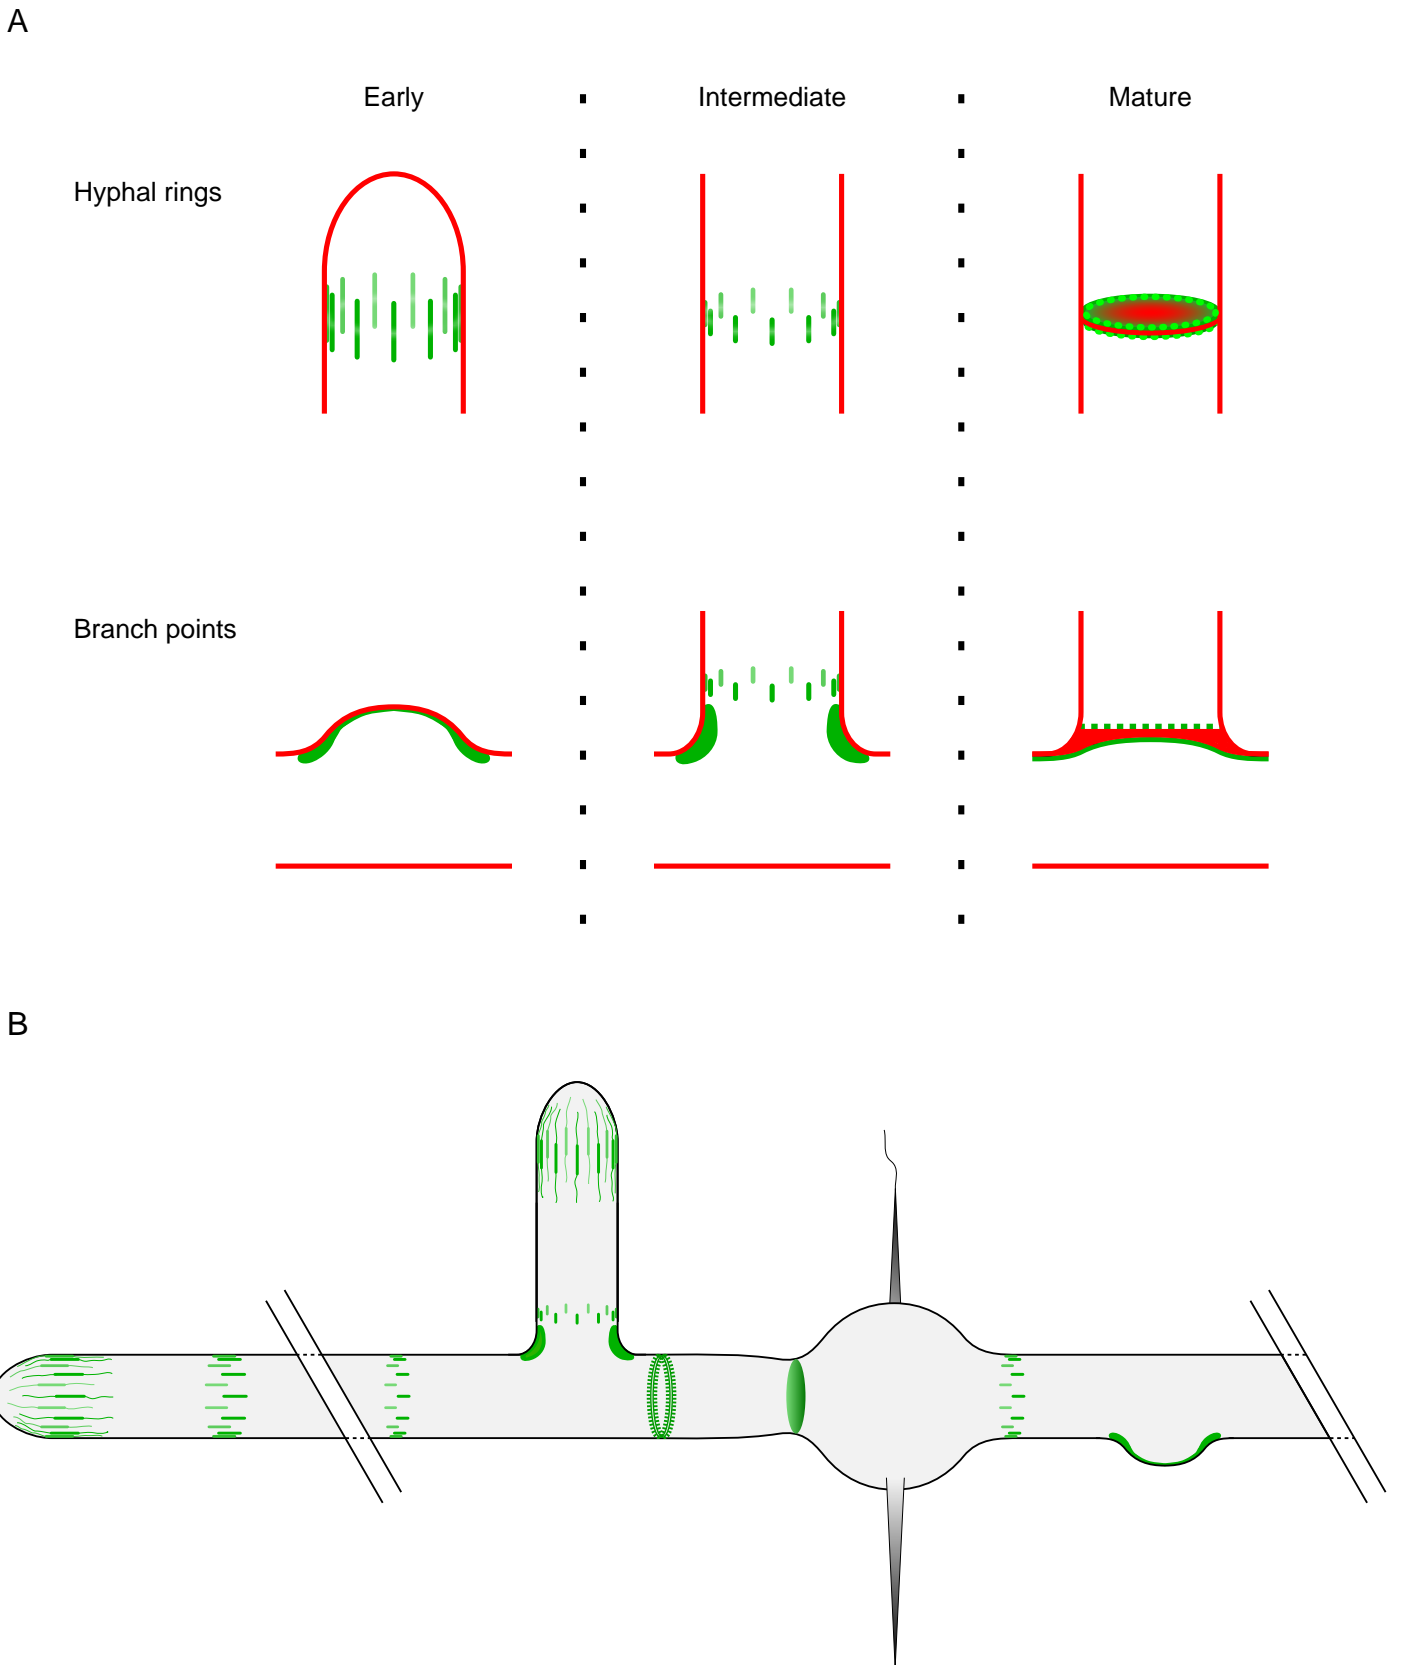 A
Early
Intermediate
Mature
Hyphal rings
Branch points
B